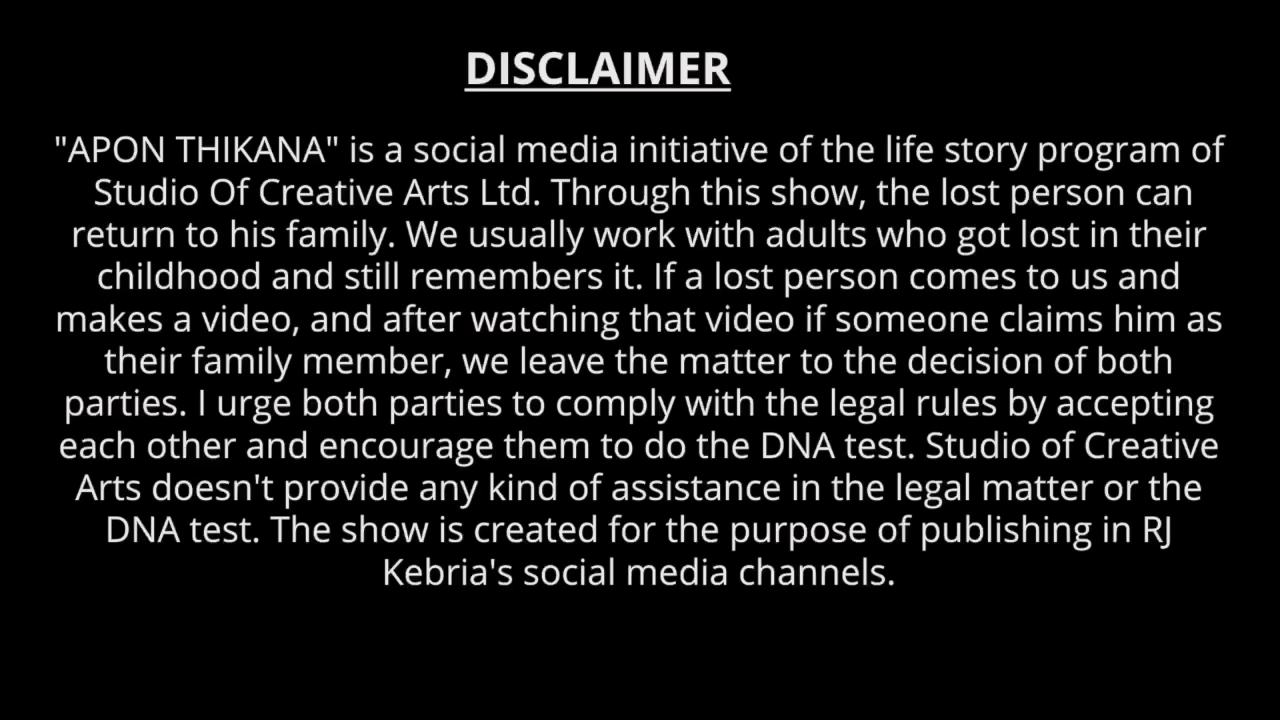 DISCLAIMER
"APON THIKANA" is a social media initiative of the life story program of
Studio Of Creative Arts Ltd. Through this show, the lost person can
return to his family. We usually work with adults who got lost in their
childhood and still remembers it. If a lost person comes to us and
makes a video, and after watching that video if someone claims him as
their family member, we leave the matter to the decision of both
parties. I urge both parties to comply with the legal rules by accepting
each other and encourage them to do the DNA test. Studio of Creative
Arts doesn't provide any kind of assistance in the legal matter or the
DNA test. The show is created for the purpose of publishing in RJ
Kebria's social media channels.